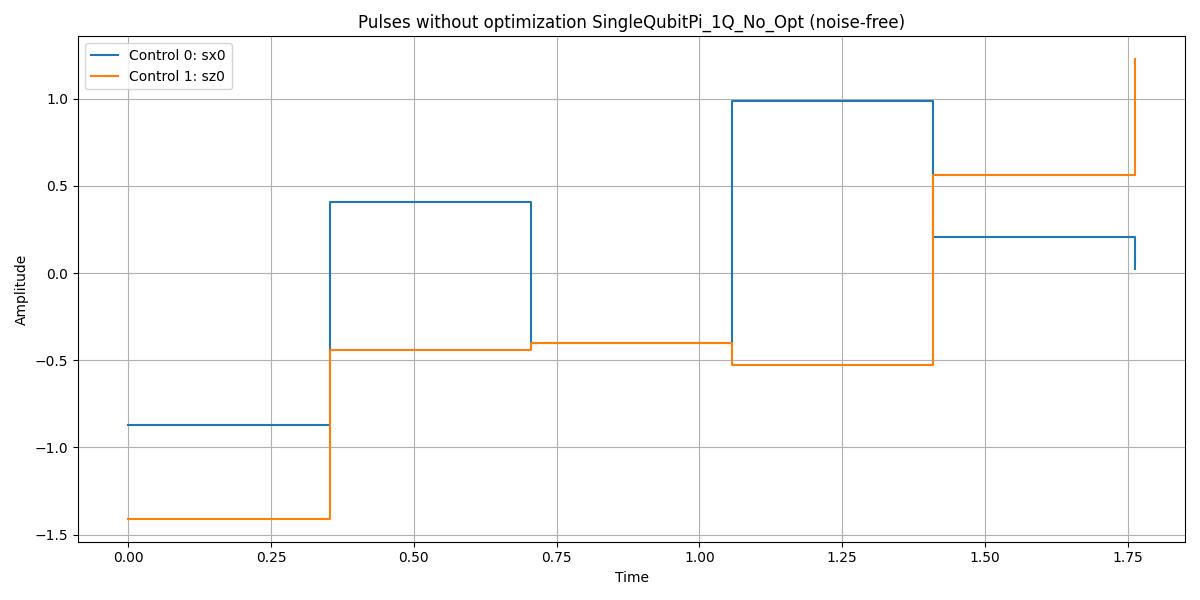 Pulses without optimization SingleQubitPi_1Q_No_Opt (noise-free)
Control 0: sx0
Control 1: sz0
Amplitude
1.0
0.5
0.0
−0.5
−1.0
−1.5
0.00 0.25 0.50 0.75 1.00 1.25 1.50 1.75
Time